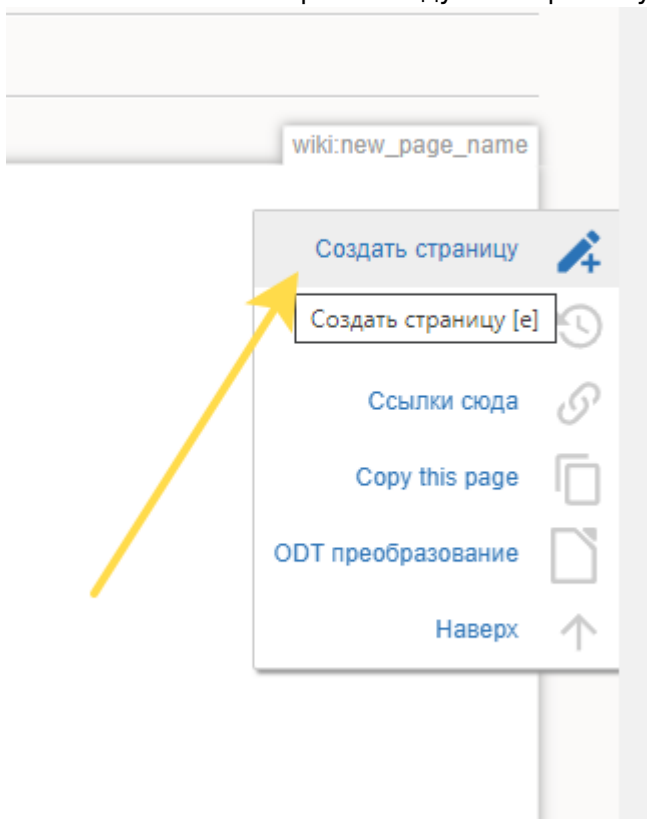 wiki:new_page_name
Создать страницу
Создать страницу [e]
Ссылки сюда
Copy this page
ODT преобразование
Наверх